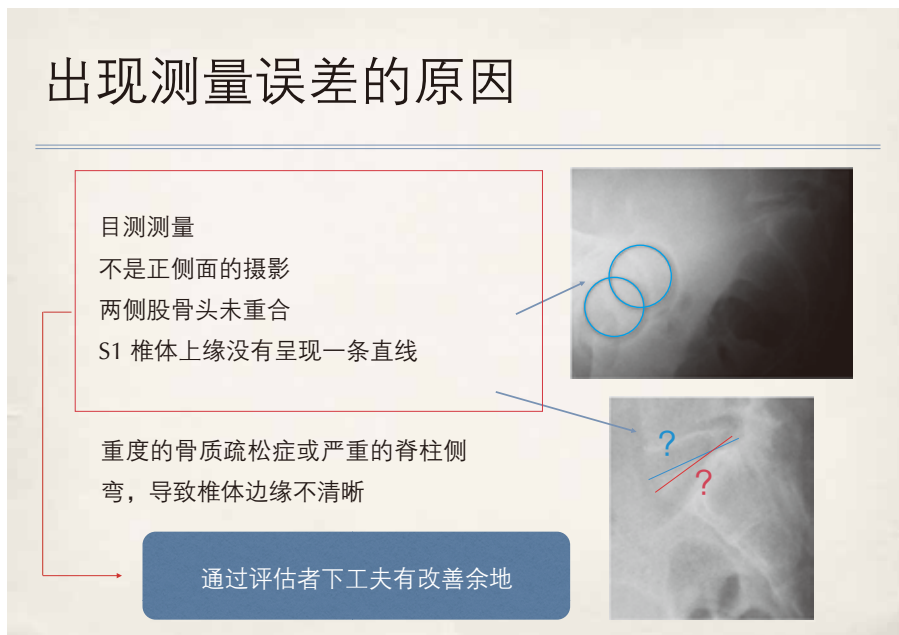 出现测量误差的原因
目测测量
不是正侧面的摄影
两侧股骨头未重合
S1 椎体上缘没有呈现一条直线
?
?
重度的骨质疏松症或严重的脊柱侧
弯，导致椎体边缘不清晰
通过评估者下工夫有改善余地